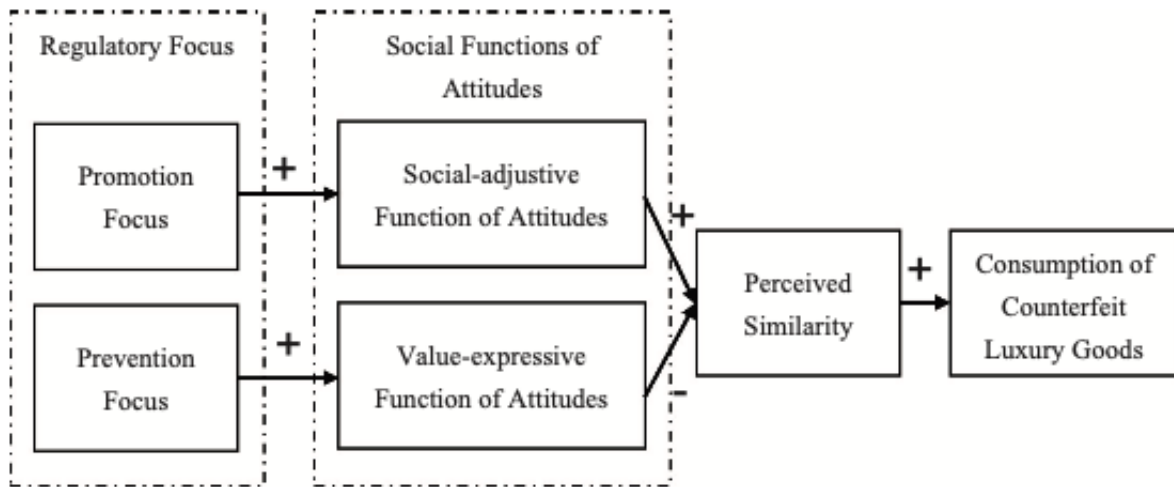 Regulatory Focus
Social Functions of
Attitudes
Promotion
Focus
+
Social-adjustive
Function of Attitudes
+
Prevention
Focus
+
Value-expressive
Function of Attitudes
-
Perceived
Similarity
+
Consumption of
Counterfeit
Luxury Goods